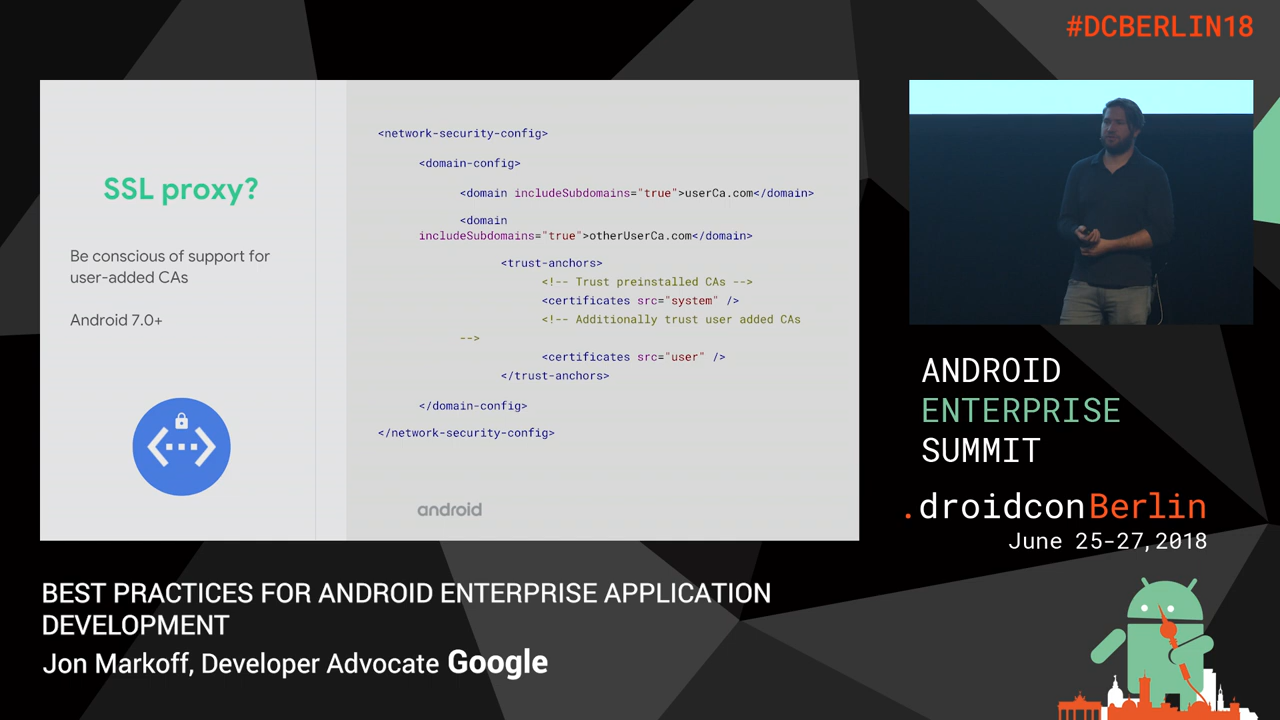 #DCBERLIN18
SSL proxy?
Be conscious of support for
user-added CAs
Android 7.0+
<network-security-config>
<domain-config>
<domain includeSubdomains="true">userCa.com</domain>
<domain
includeSubdomains="true">otherUserCa.com</domain>
<trust-anchors>
<!-- Trust preinstalled CAs -->
<certificates src="system" />
<!-- Additionally trust user added CAs
-->
<certificates src="user" />
</trust-anchors>
</domain-config>
</network-security-config>
android
ANDROID
ENTERPRISE
SUMMIT
.droidconBerlin
June 25-27,2018
BEST PRACTICES FOR ANDROID ENTERPRISE APPLICATION
DEVELOPMENT
Jon Markoff, Developer Advocate Google